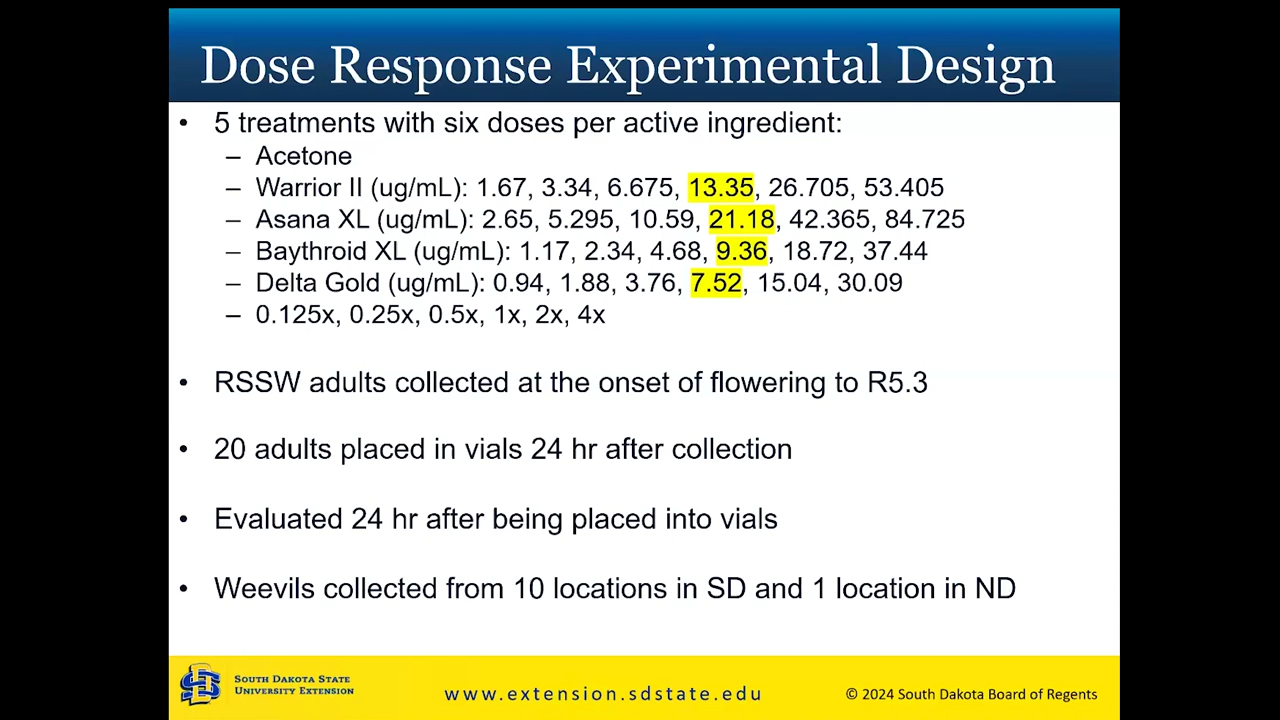 Dose Response Experimental Design
• 5 treatments with six doses per active ingredient:
– Acetone
– Warrior II (ug/mL): 1.67, 3.34, 6.675, 13.35, 26.705, 53.405
– Asana XL (ug/mL): 2.65, 5.295, 10.59, 21.18, 42.365, 84.725
– Baythroid XL (ug/mL): 1.17, 2.34, 4.68, 9.36, 18.72, 37.44
– Delta Gold (ug/mL): 0.94, 1.88, 3.76, 7.52, 15.04, 30.09
– 0.125x, 0.25x, 0.5x, 1x, 2x, 4x
• RSSW adults collected at the onset of flowering to R5.3
• 20 adults placed in vials 24 hr after collection
• Evaluated 24 hr after being placed into vials
• Weevils collected from 10 locations in SD and 1 location in ND
SOUTH DAKOTA STATE
UNIVERSITY EXTENSION
www.extension.sdstate.edu
© 2024 South Dakota Board of Regents